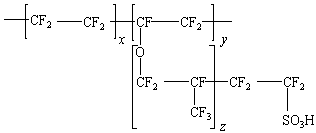 CF₂ CF₂ x CF CF₂ y
O
CF₂ CF CF₂ CF₂
CF₃ z SO₃H